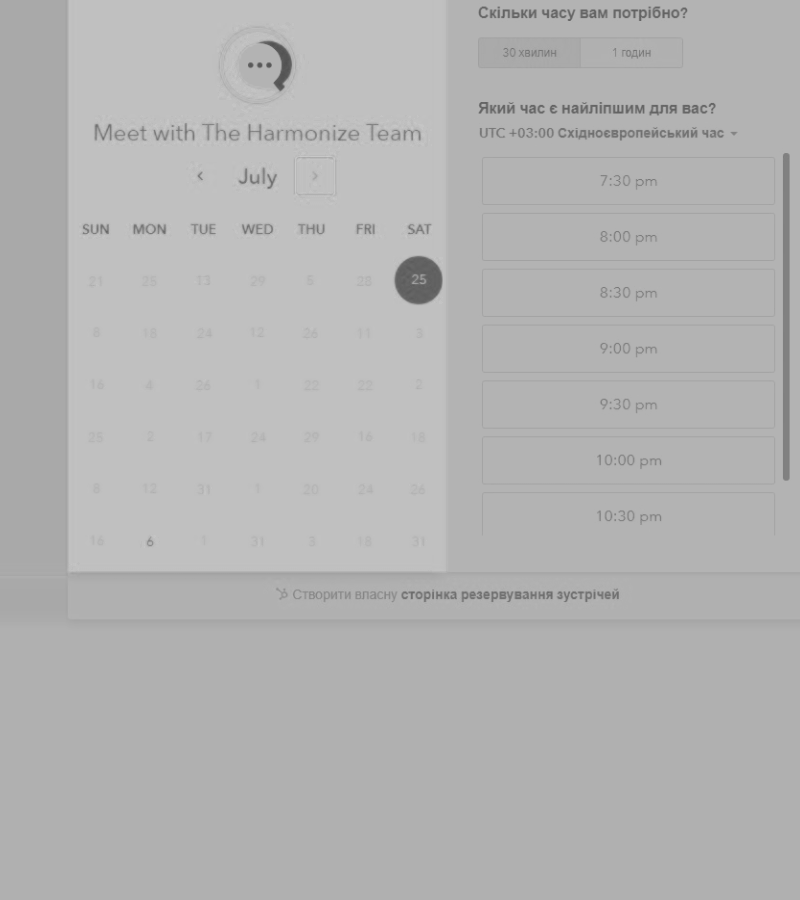 Meet with The Harmonize Team
‹ July ›
SUN MON TUE WED THU FRI SAT
21 25 13 29 5 28 25
8 18 24 12 26 11 3
16 4 26 1 22 22 2
25 2 17 24 29 16 18
8 12 31 1 20 24 26
16 6 1 31 3 18 31
Скільки часу вам потрібно?
30 хвилин 1 годин
Який час є найліпшим для вас?
UTC +03:00 Східноєвропейський час
7:30 pm
8:00 pm
8:30 pm
9:00 pm
9:30 pm
10:00 pm
10:30 pm
Створити власну сторінка резервування зустрічей